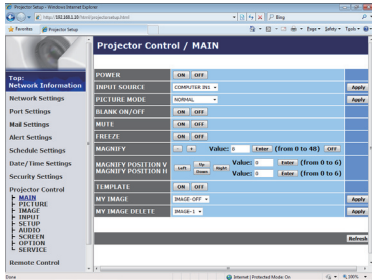 Projector Setup - Windows Internet Explorer
http://192.168.1.10/html/projectorsetup.html
Bing
Favorites
Projector Setup
Page
Safety
Tools
Projector Control / MAIN
Top:
Network Information
Network Settings
Port Settings
Mail Settings
Alert Settings
Schedule Settings
Date/Time Settings
Security Settings
Projector Control
MAIN
PICTURE
IMAGE
INPUT
SETUP
AUDIO
SCREEN
OPTION
SERVICE
Remote Control
POWER ON OFF
INPUT SOURCE COMPUTER IN1 Apply
PICTURE MODE NORMAL Apply
BLANK ON/OFF ON OFF
MUTE ON OFF
FREEZE ON OFF
MAGNIFY - + Value: 0 Enter (from 0 to 48) OFF
MAGNIFY POSITION V
MAGNIFY POSITION H
Left Up Down Right
Value: 0 Enter (from 0 to 6)
Value: 0 Enter (from 0 to 6)
TEMPLATE ON OFF
MY IMAGE IMAGE-OFF Apply
MY IMAGE DELETE IMAGE-1 Apply
Refresh
Done
Internet | Protected Mode: On
100%